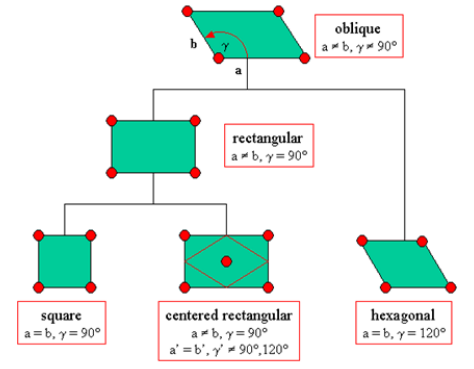 oblique
a ≠ b, γ ≠ 90°
b
γ
a
rectangular
a ≠ b, γ = 90°
square
a = b, γ = 90°
centered rectangular
a ≠ b, γ = 90°
a' = b', γ' ≠ 90°,120°
hexagonal
a = b, γ = 120°